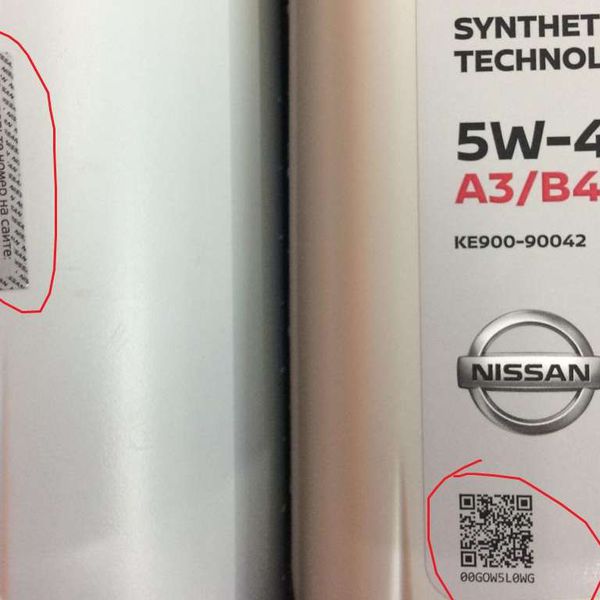 номер на сайте:
SYNTHET
TECHNOL
5W-4
A3/B4
KE900-90042
NISSAN
00GOW5L0WG